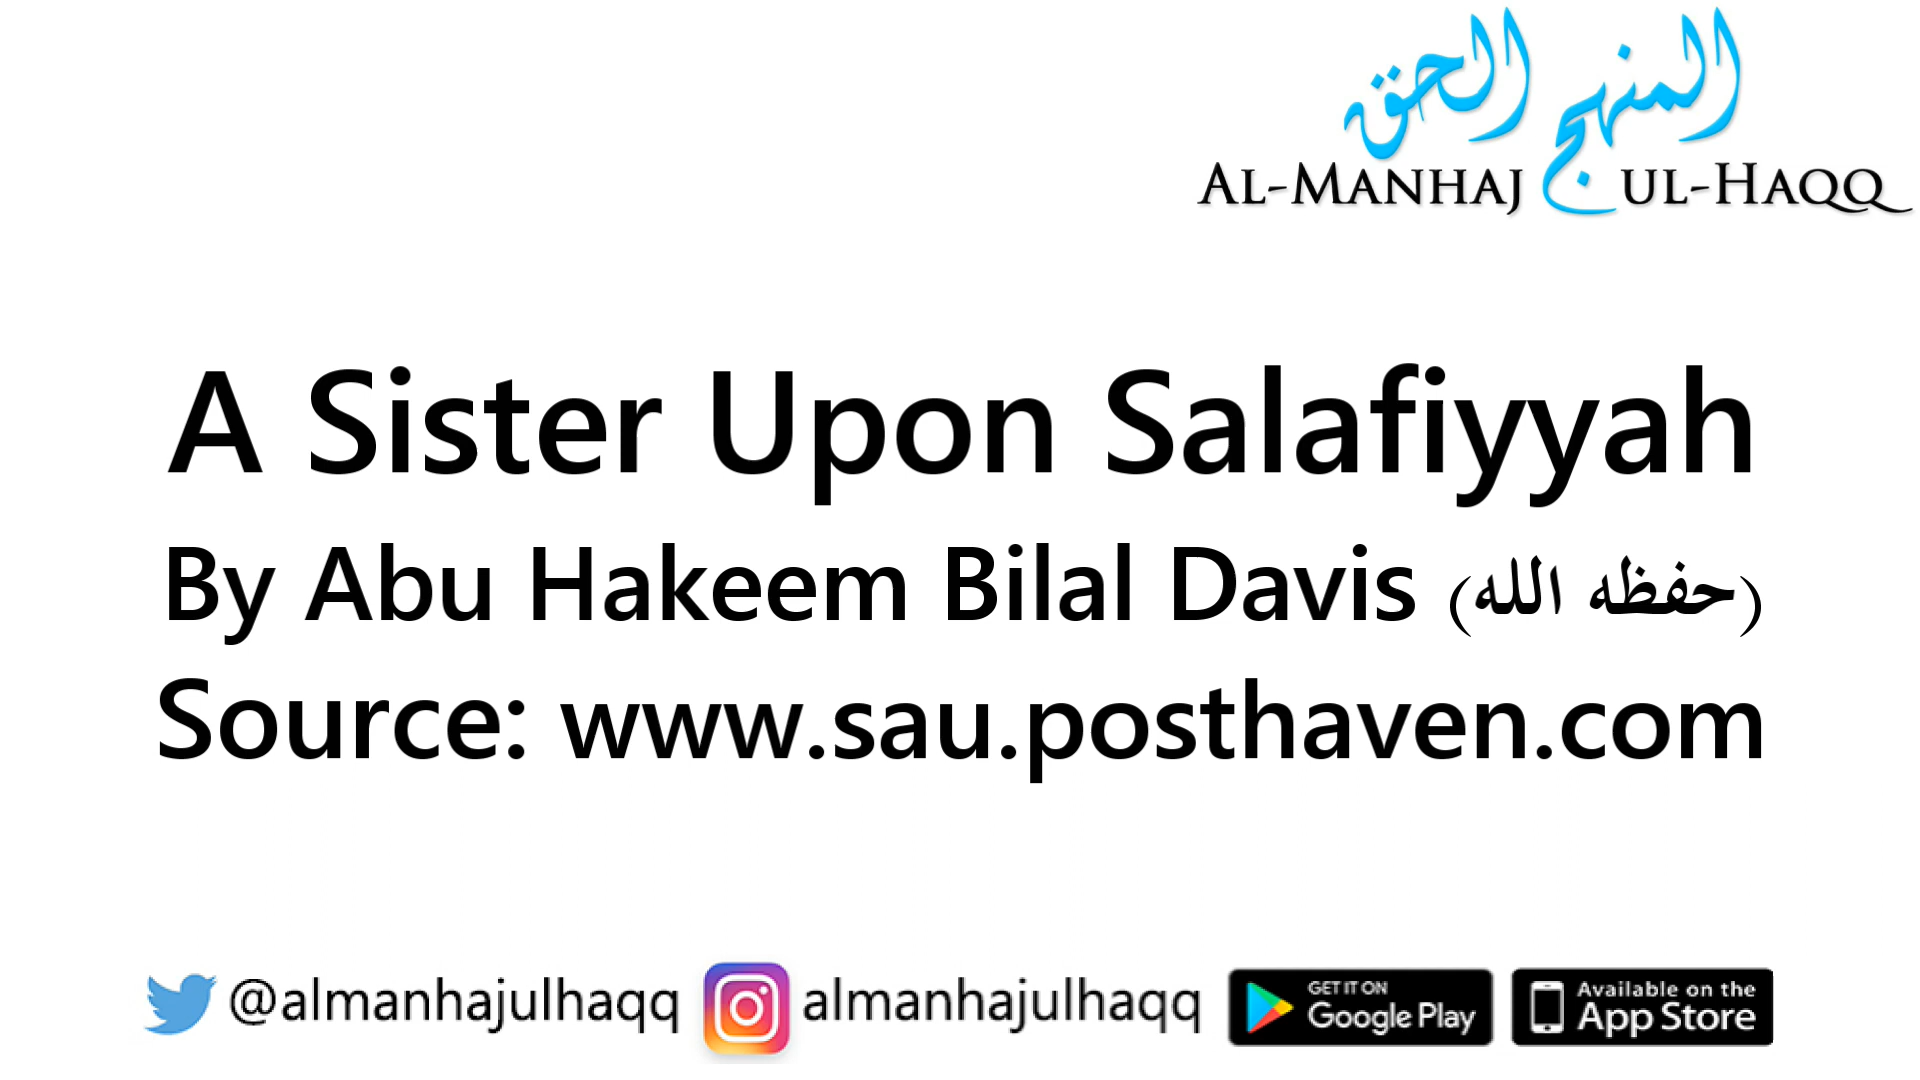 المنهج الحق
AL-MANHAJ UL-HAQQ
A Sister Upon Salafiyyah
By Abu Hakeem Bilal Davis (حفظه الله)
Source: www.sau.posthaven.com
@almanhajulhaqq almanhajulhaqq GET IT ON Google Play Available on the App Store